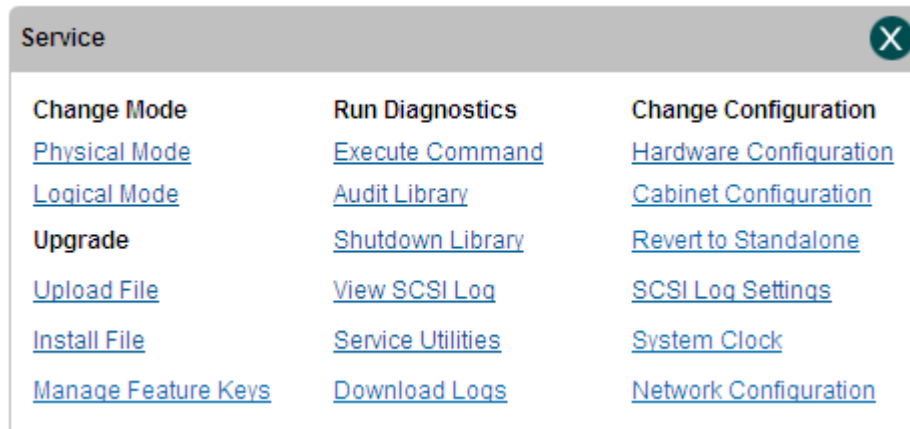 Service
X
Change Mode
Physical Mode
Logical Mode
Upgrade
Upload File
Install File
Manage Feature Keys
Run Diagnostics
Execute Command
Audit Library
Shutdown Library
View SCSI Log
Service Utilities
Download Logs
Change Configuration
Hardware Configuration
Cabinet Configuration
Revert to Standalone
SCSI Log Settings
System Clock
Network Configuration